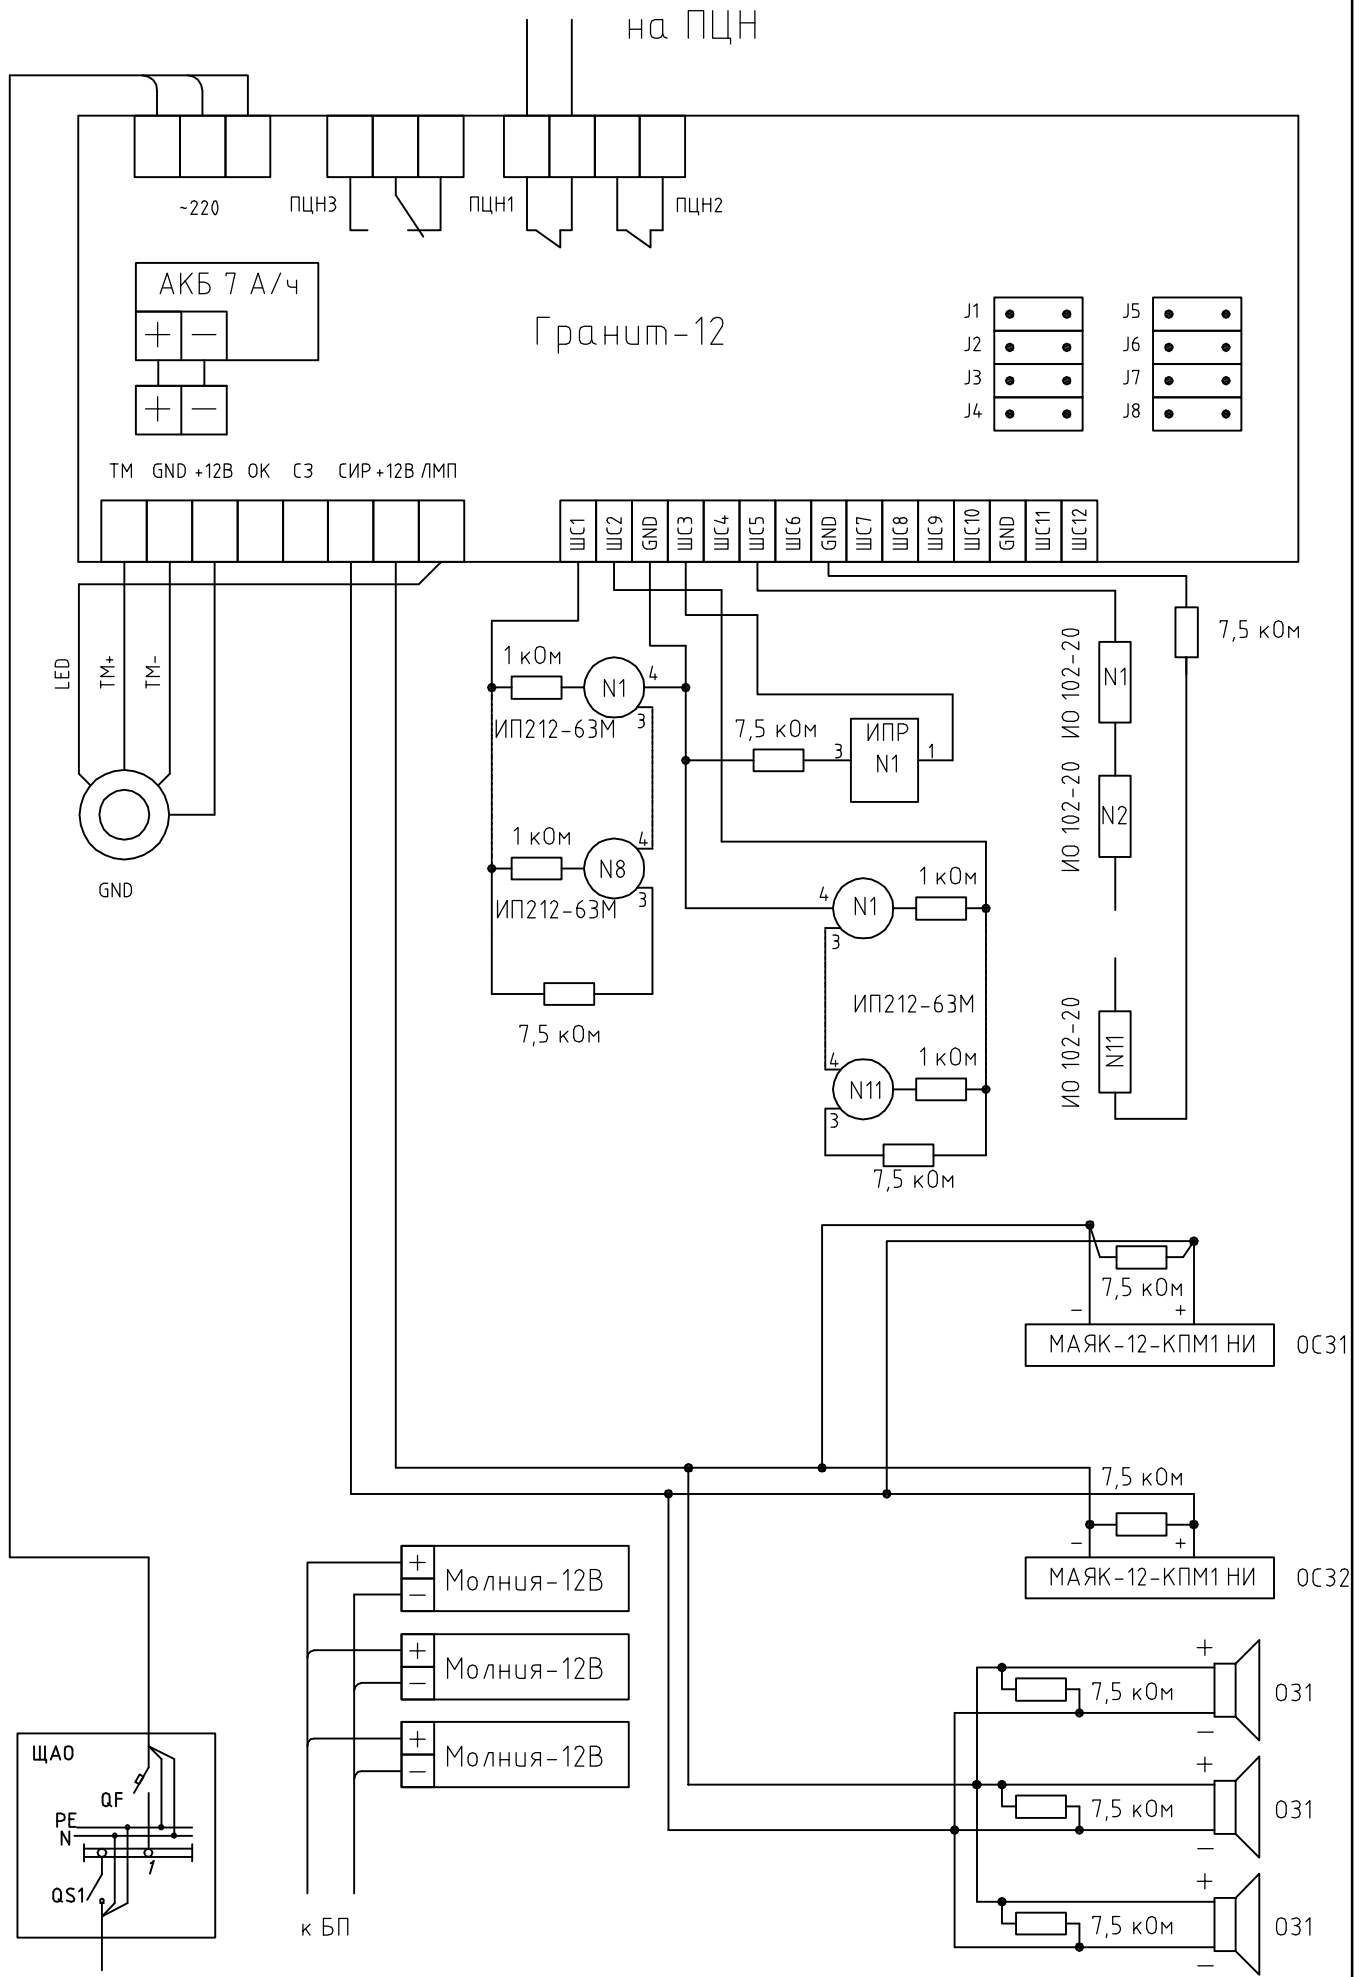 на ПЦН
~220
ПЦН3
ПЦН1
ПЦН2
АКБ 7 А/ч
+ −
+ −
Гранит-12
J1
J2
J3
J4
J5
J6
J7
J8
ТМ GND +12В ОК СЗ СИР +12В ЛМП
ШС1 ШС2 GND ШС3 ШС4 ШС5 ШС6 GND ШС7 ШС8 ШС9 ШС10 GND ШС11 ШС12
LED
ТМ+
ТМ-
GND
1 кОм
N1
4
3
ИП212-63М
1 кОм
N8
4
3
ИП212-63М
7,5 кОм
7,5 кОм
3
ИПР
N1
1
4
N1
3
1 кОм
ИП212-63М
4
N11
3
1 кОм
7,5 кОм
7,5 кОм
ИО 102-20
N1
ИО 102-20
N2
ИО 102-20
N11
7,5 кОм
- +
МАЯК-12-КПМ1 НИ
ОС31
7,5 кОм
- +
МАЯК-12-КПМ1 НИ
ОС32
+
−
Молния-12В
+
−
Молния-12В
+
−
Молния-12В
к БП
+
7,5 кОм
О31
−
+
7,5 кОм
О31
−
+
7,5 кОм
О31
−
ЩАО
QF
PE
N
1
QS1